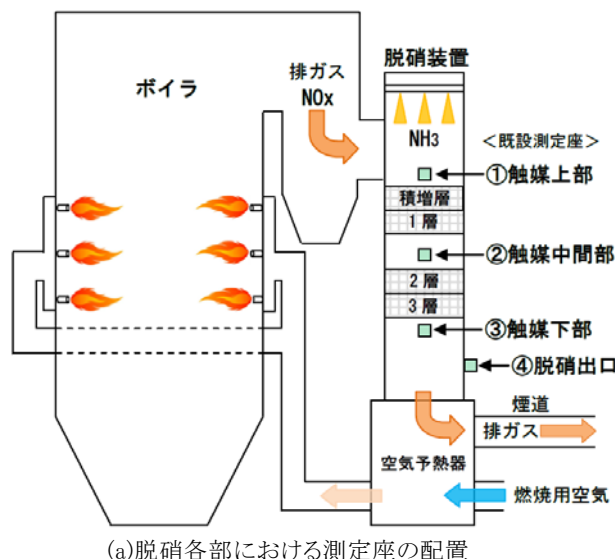 脱硝装置
排ガス
NOx
ボイラ
NH3
<既設測定座>
①触媒上部
積増層
1層
②触媒中間部
2層
3層
③触媒下部
④脱硝出口
煙道
排ガス
空気予熱器
燃焼用空気
(a)脱硝各部における測定座の配置